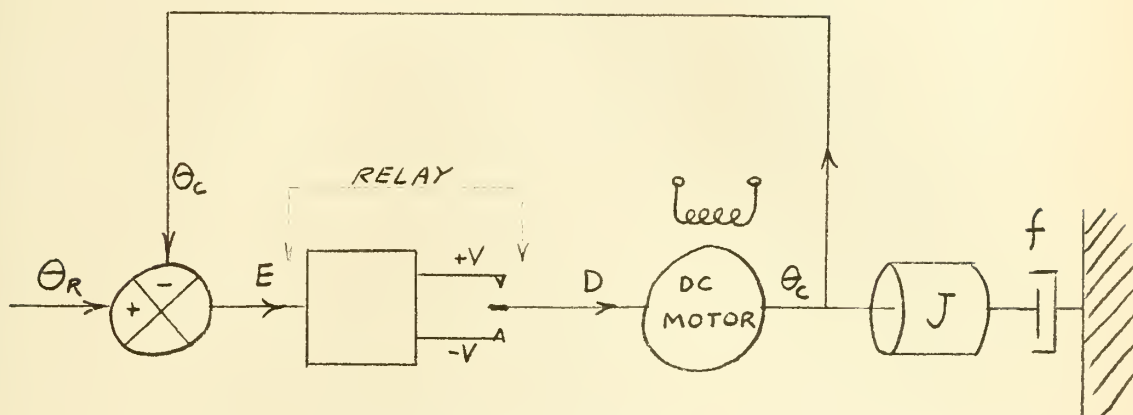 θc
RELAY
f
+V
θR
-
E
D
DC
MOTOR
θc
J
+
-V